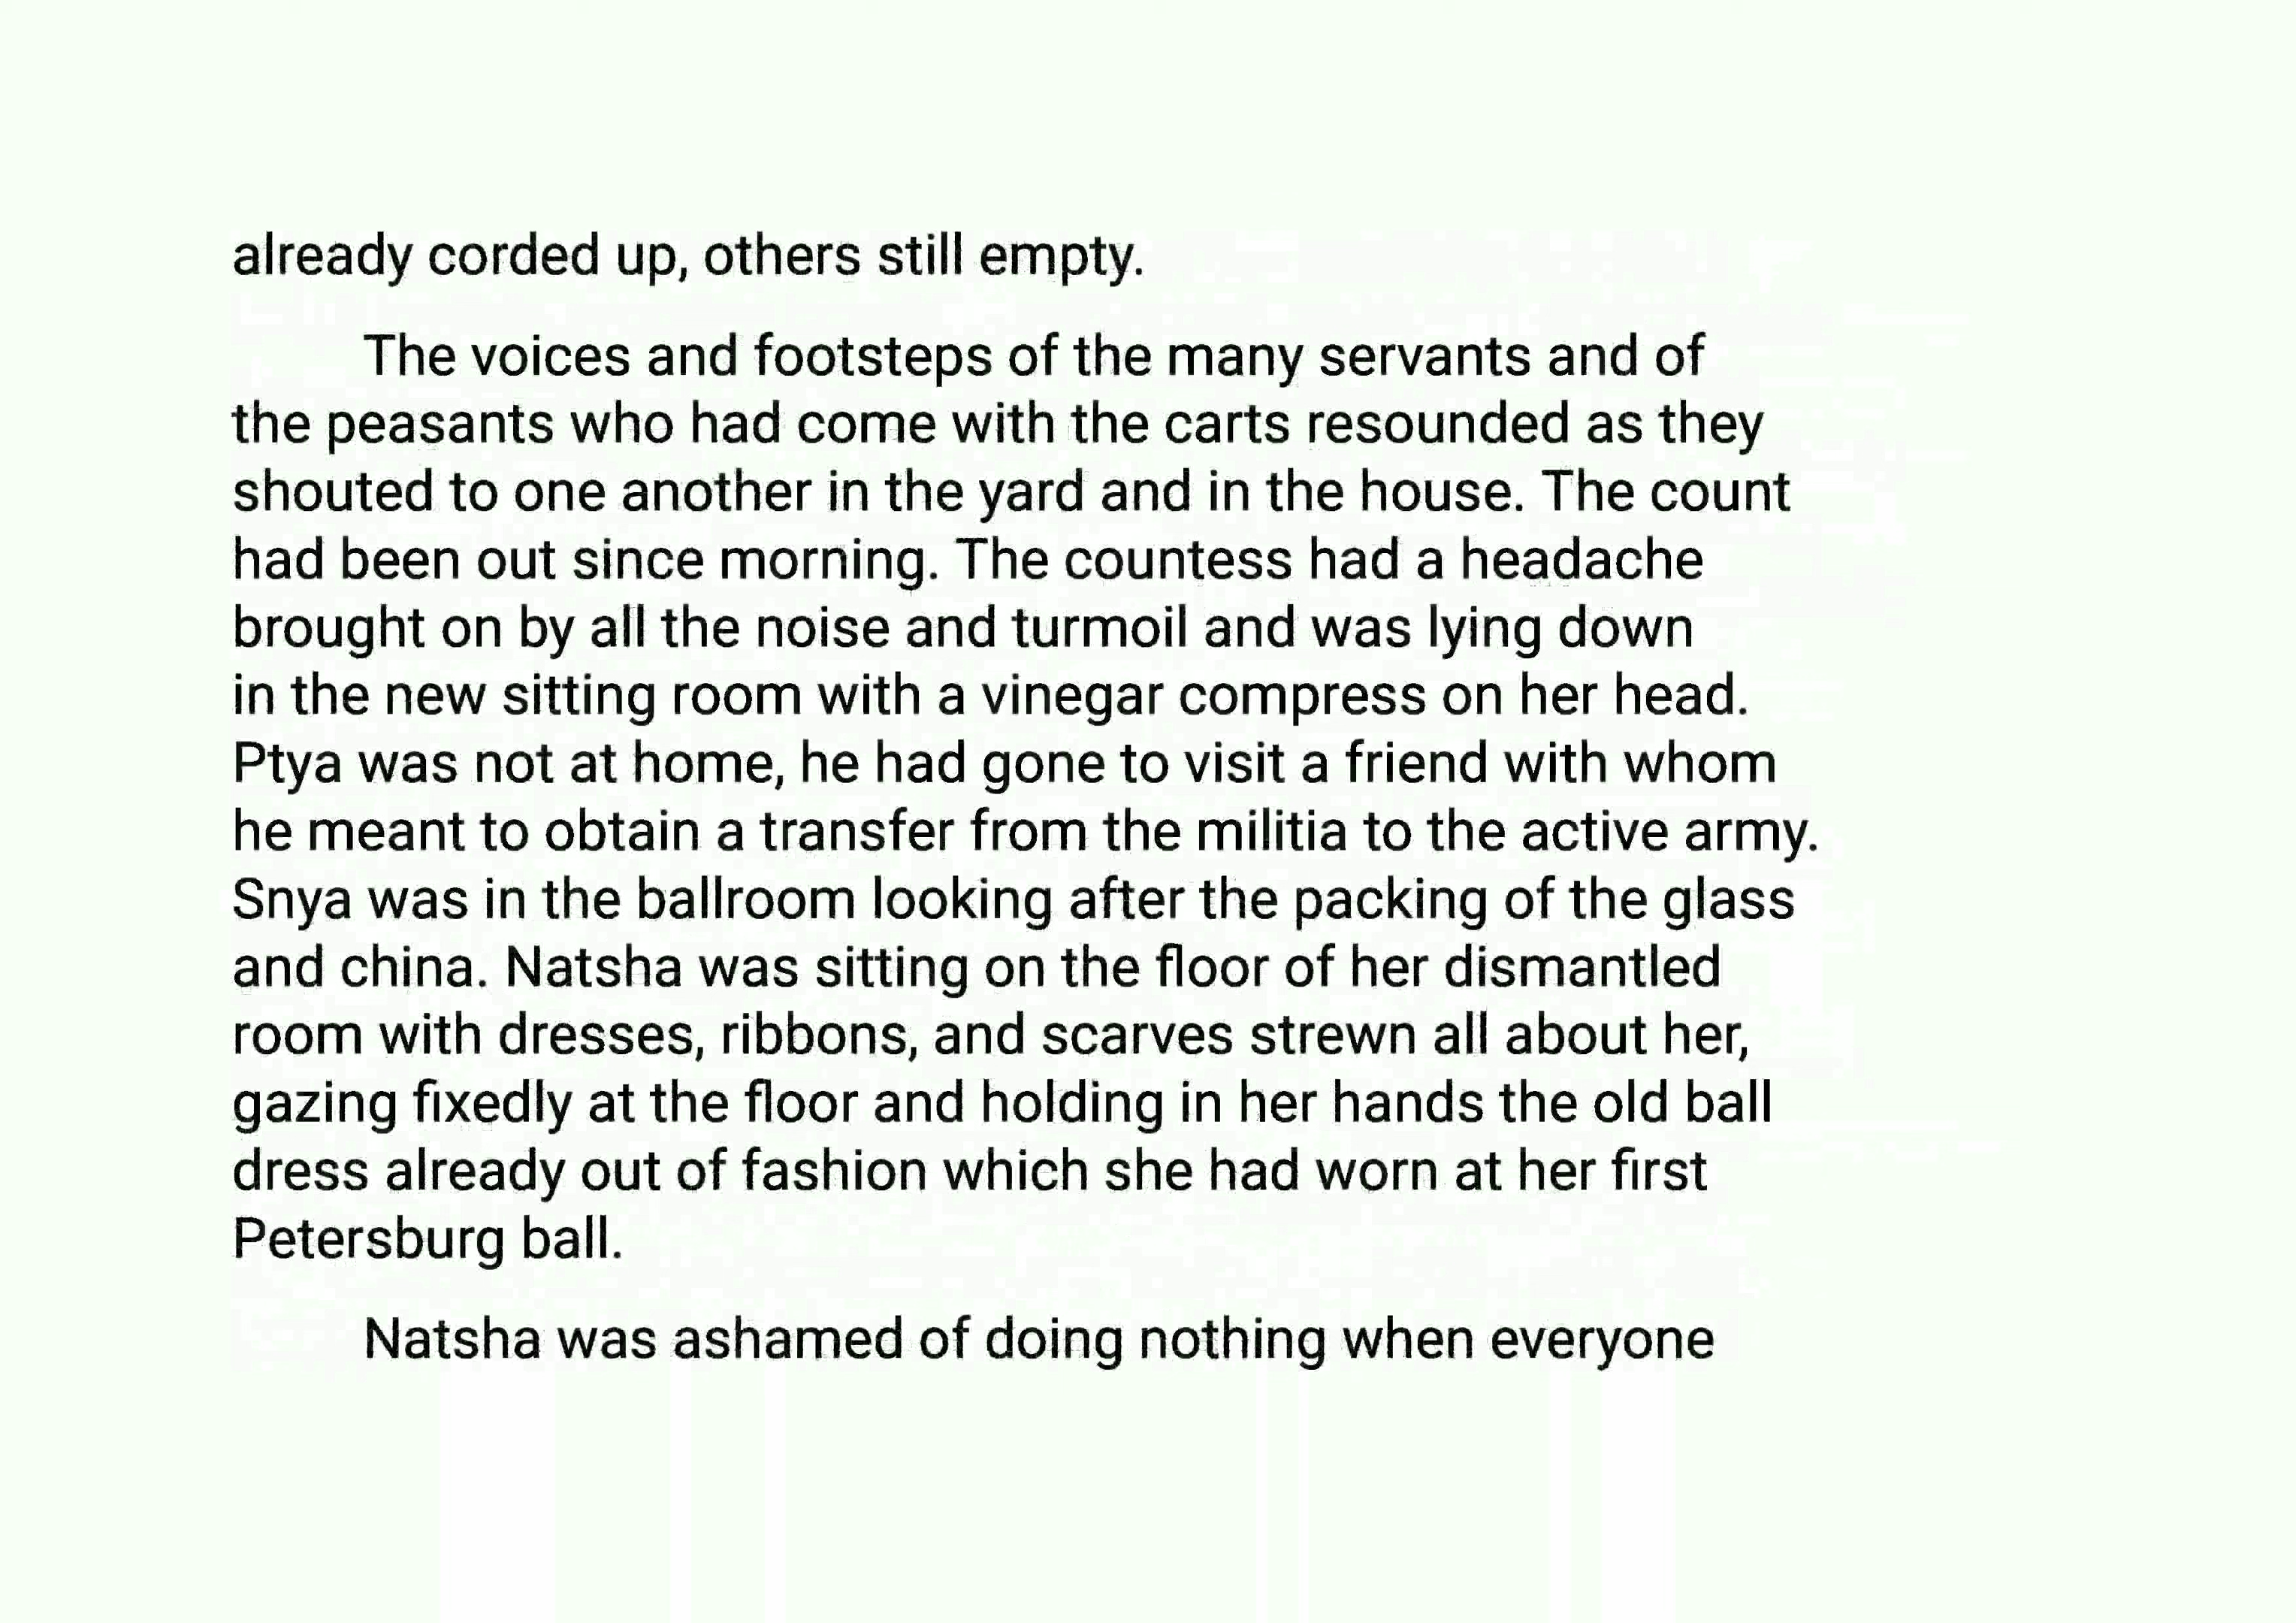 already corded up, others still empty.
The voices and footsteps of the many servants and of
the peasants who had come with the carts resounded as they
shouted to one another in the yard and in the house. The count
had been out since morning. The countess had a headache
brought on by all the noise and turmoil and was lying down
in the new sitting room with a vinegar compress on her head.
Ptya was not at home, he had gone to visit a friend with whom
he meant to obtain a transfer from the militia to the active army.
Snya was in the ballroom looking after the packing of the glass
and china. Natsha was sitting on the floor of her dismantled
room with dresses, ribbons, and scarves strewn all about her,
gazing fixedly at the floor and holding in her hands the old ball
dress already out of fashion which she had worn at her first
Petersburg ball.
Natsha was ashamed of doing nothing when everyone